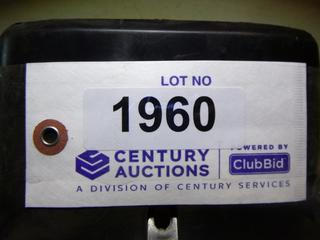 LOT NO
1960
CENTURY AUCTIONS
POWERED BY
ClubBid
A DIVISION OF CENTURY SERVICES